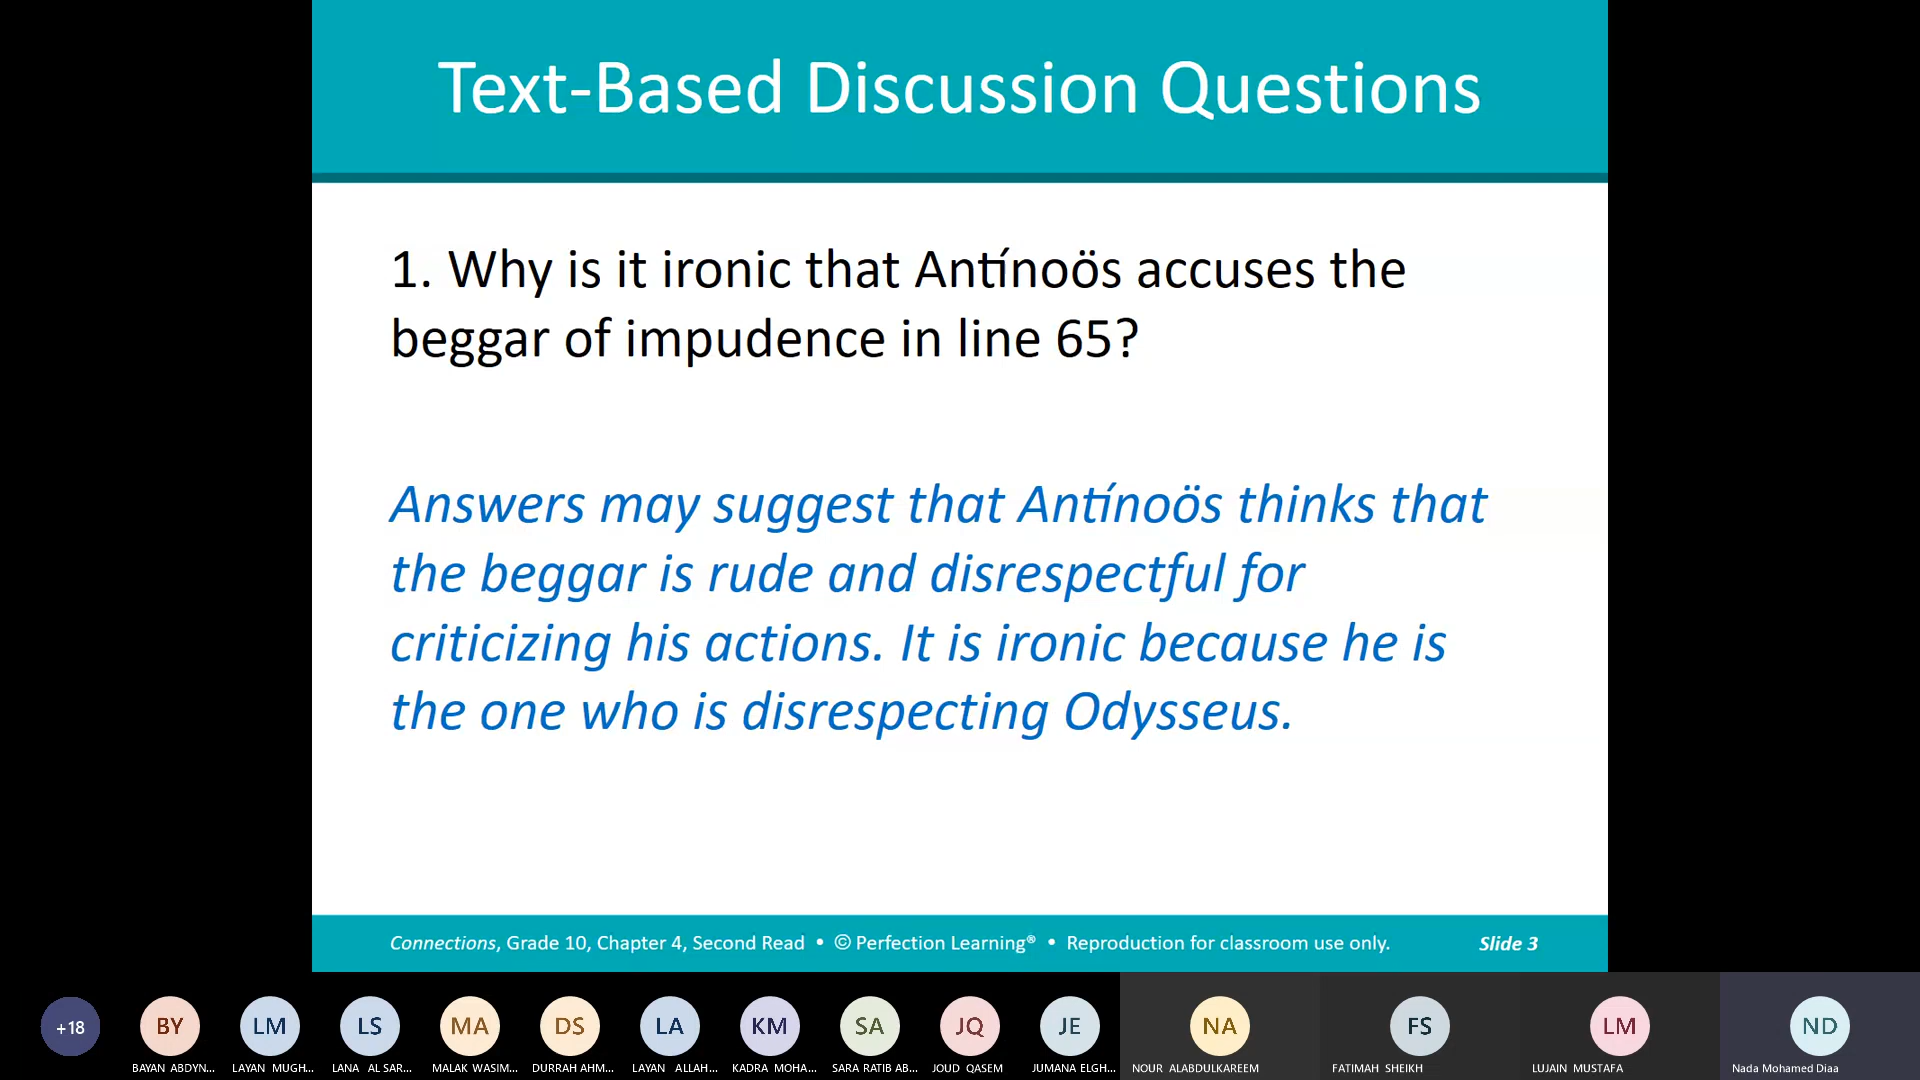 Text-Based Discussion Questions
1. Why is it ironic that Antínoös accuses the
beggar of impudence in line 65?
Answers may suggest that Antínoös thinks that
the beggar is rude and disrespectful for
criticizing his actions. It is ironic because he is
the one who is disrespecting Odysseus.
Connections, Grade 10, Chapter 4, Second Read • © Perfection Learning® • Reproduction for classroom use only. Slide 3
+18 BY LM LS MA DS LA KM SA JQ JE NA FS LM ND
BAYAN ABDYN... LAYAN MUGH... LANA AL SAR... MALAK WASIM... DURRAH AHM... LAYAN ALLAH... KADRA MOHA... SARA RATIB AB... JOUD QASEM JUMANA ELGH... NOUR ALABDULKAREEM FATIMAH SHEIKH LUJAIN MUSTAFA Nada Mohamed Diaa